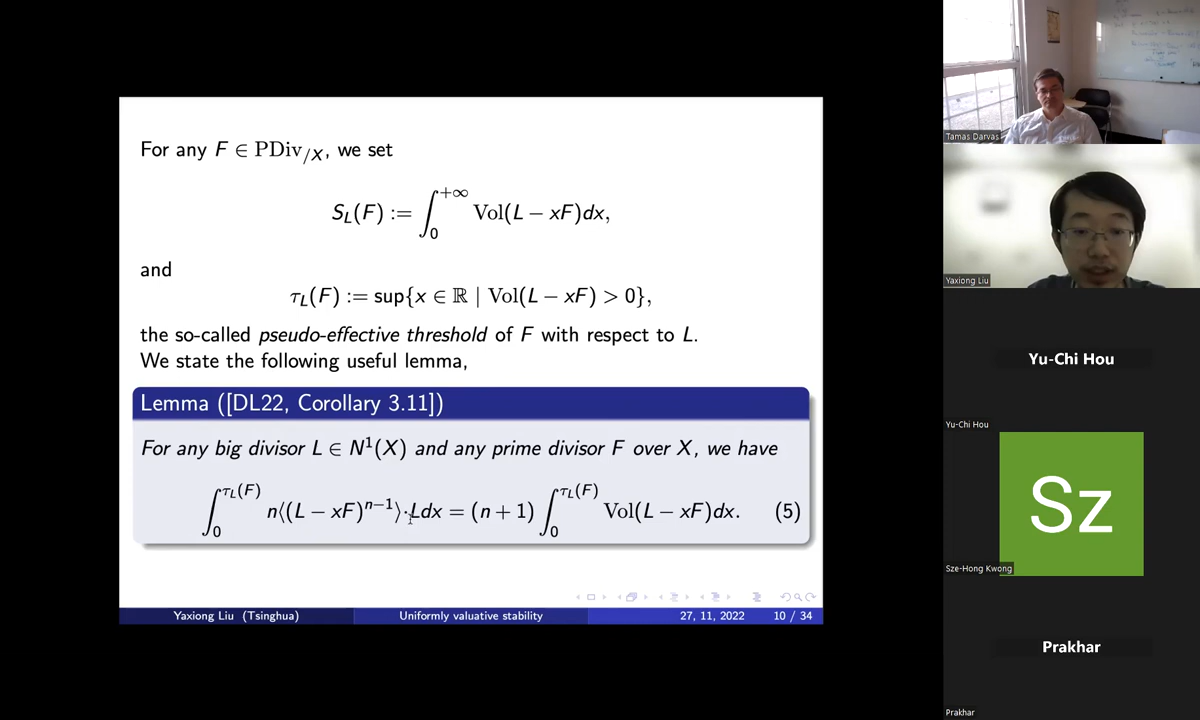 For any F ∈ PDiv/X, we set
S_L(F) := ∫_0^{+∞} Vol(L − xF)dx,
and
τ_L(F) := sup{x ∈ ℝ | Vol(L − xF) > 0},
the so-called pseudo-effective threshold of F with respect to L.
We state the following useful lemma,
Lemma ([DL22, Corollary 3.11])
For any big divisor L ∈ N¹(X) and any prime divisor F over X, we have
∫_0^{τ_L(F)} n⟨(L − xF)^{n−1}⟩·Ldx = (n + 1) ∫_0^{τ_L(F)} Vol(L − xF)dx. (5)
Yaxiong Liu (Tsinghua) Uniformly valuative stability 27, 11, 2022 10 / 34
Tamas Darvas
Yaxiong Liu
Yu-Chi Hou
Yu-Chi Hou
Sz
Sze-Hong Kwong
Prakhar
Prakhar